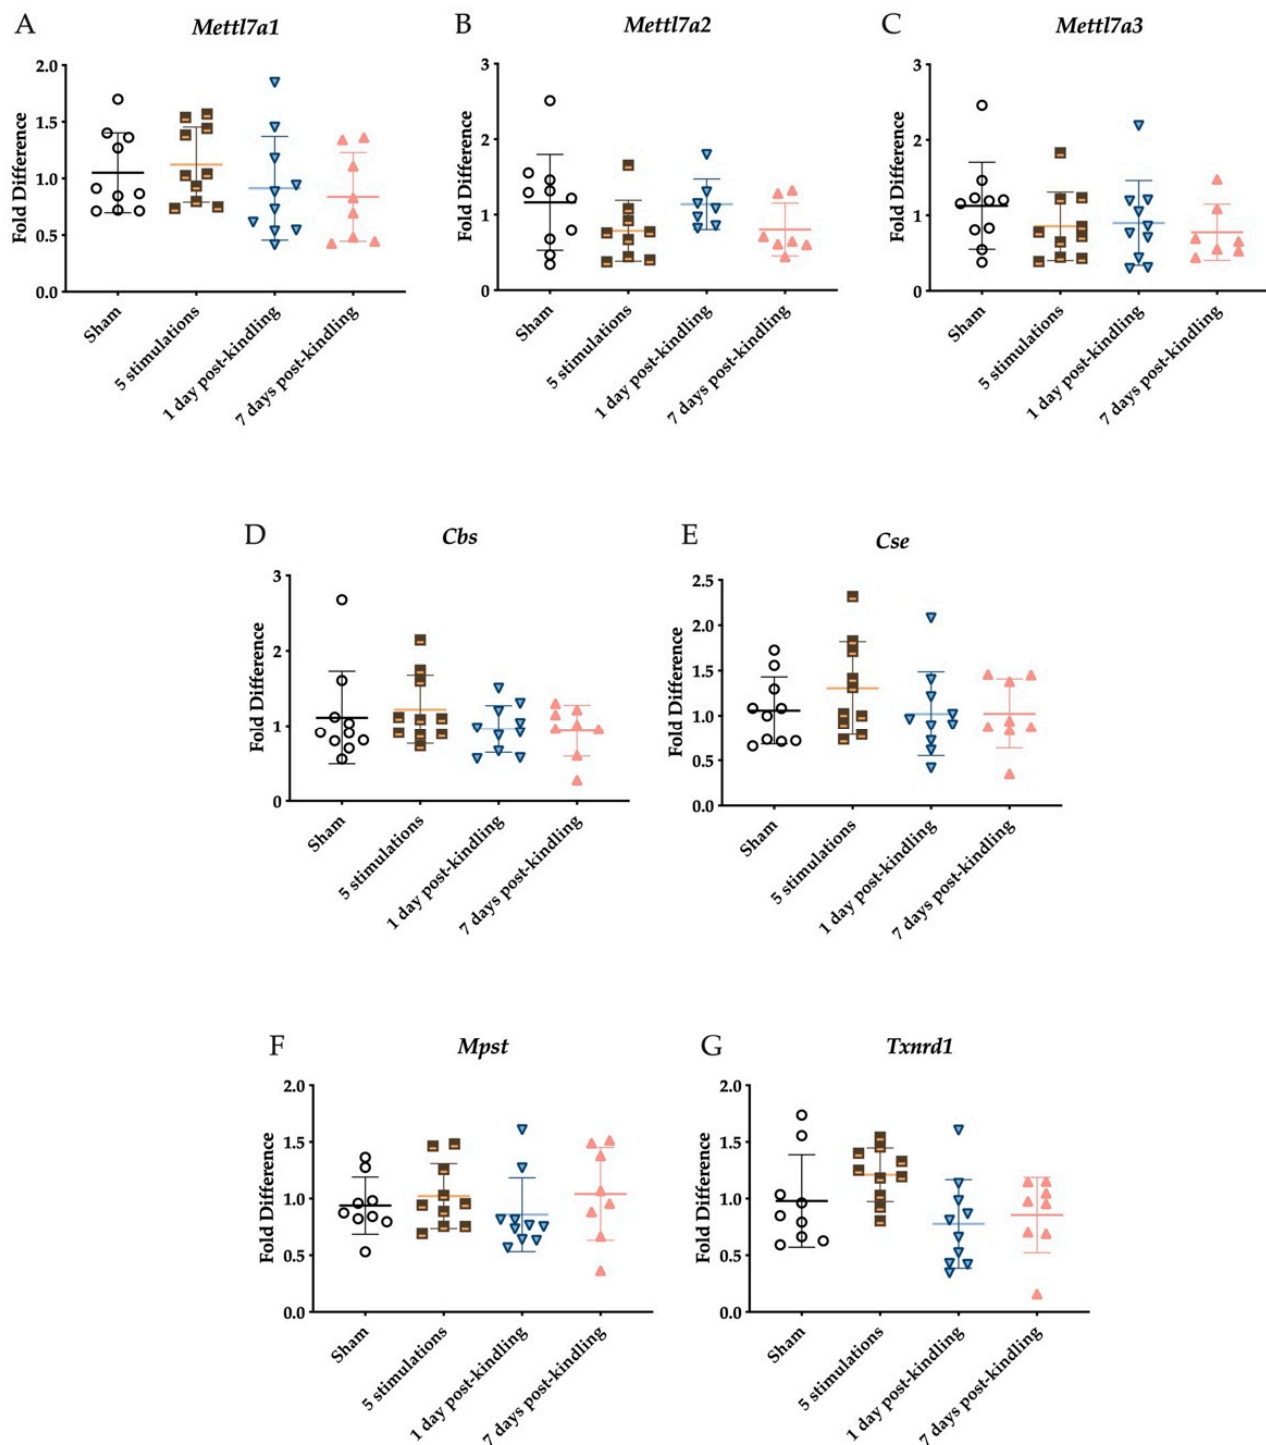 A
Mettl7a1
Fold Difference
2.0
1.5
1.0
0.5
0.0
Sham
5 stimulations
1 day post-kindling
7 days post-kindling
B
Mettl7a2
Fold Difference
3
2
1
0
Sham
5 stimulations
1 day post-kindling
7 days post-kindling
C
Mettl7a3
Fold Difference
3
2
1
0
Sham
5 stimulations
1 day post-kindling
7 days post-kindling
D
Cbs
Fold Difference
3
2
1
0
Sham
5 stimulations
1 day post-kindling
7 days post-kindling
E
Cse
Fold Difference
2.5
2.0
1.5
1.0
0.5
0.0
Sham
5 stimulations
1 day post-kindling
7 days post-kindling
F
Mpst
Fold Difference
2.0
1.5
1.0
0.5
0.0
Sham
5 stimulations
1 day post-kindling
7 days post-kindling
G
Txnrd1
Fold Difference
2.0
1.5
1.0
0.5
0.0
Sham
5 stimulations
1 day post-kindling
7 days post-kindling